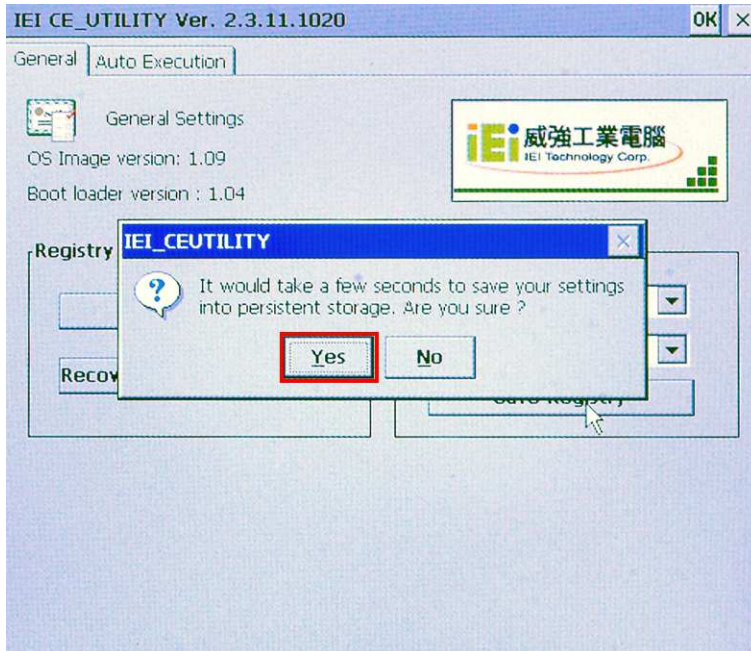 IEI CE_UTILITY Ver. 2.3.11.1020
OK ×
General
Auto Execution
General Settings
OS Image version: 1.09
Boot loader version : 1.04
iEi 威強工業電腦
IEI Technology Corp.
Registry
IEI_CEUTILITY
It would take a few seconds to save your settings
into persistent storage. Are you sure ?
Yes
No
Recov